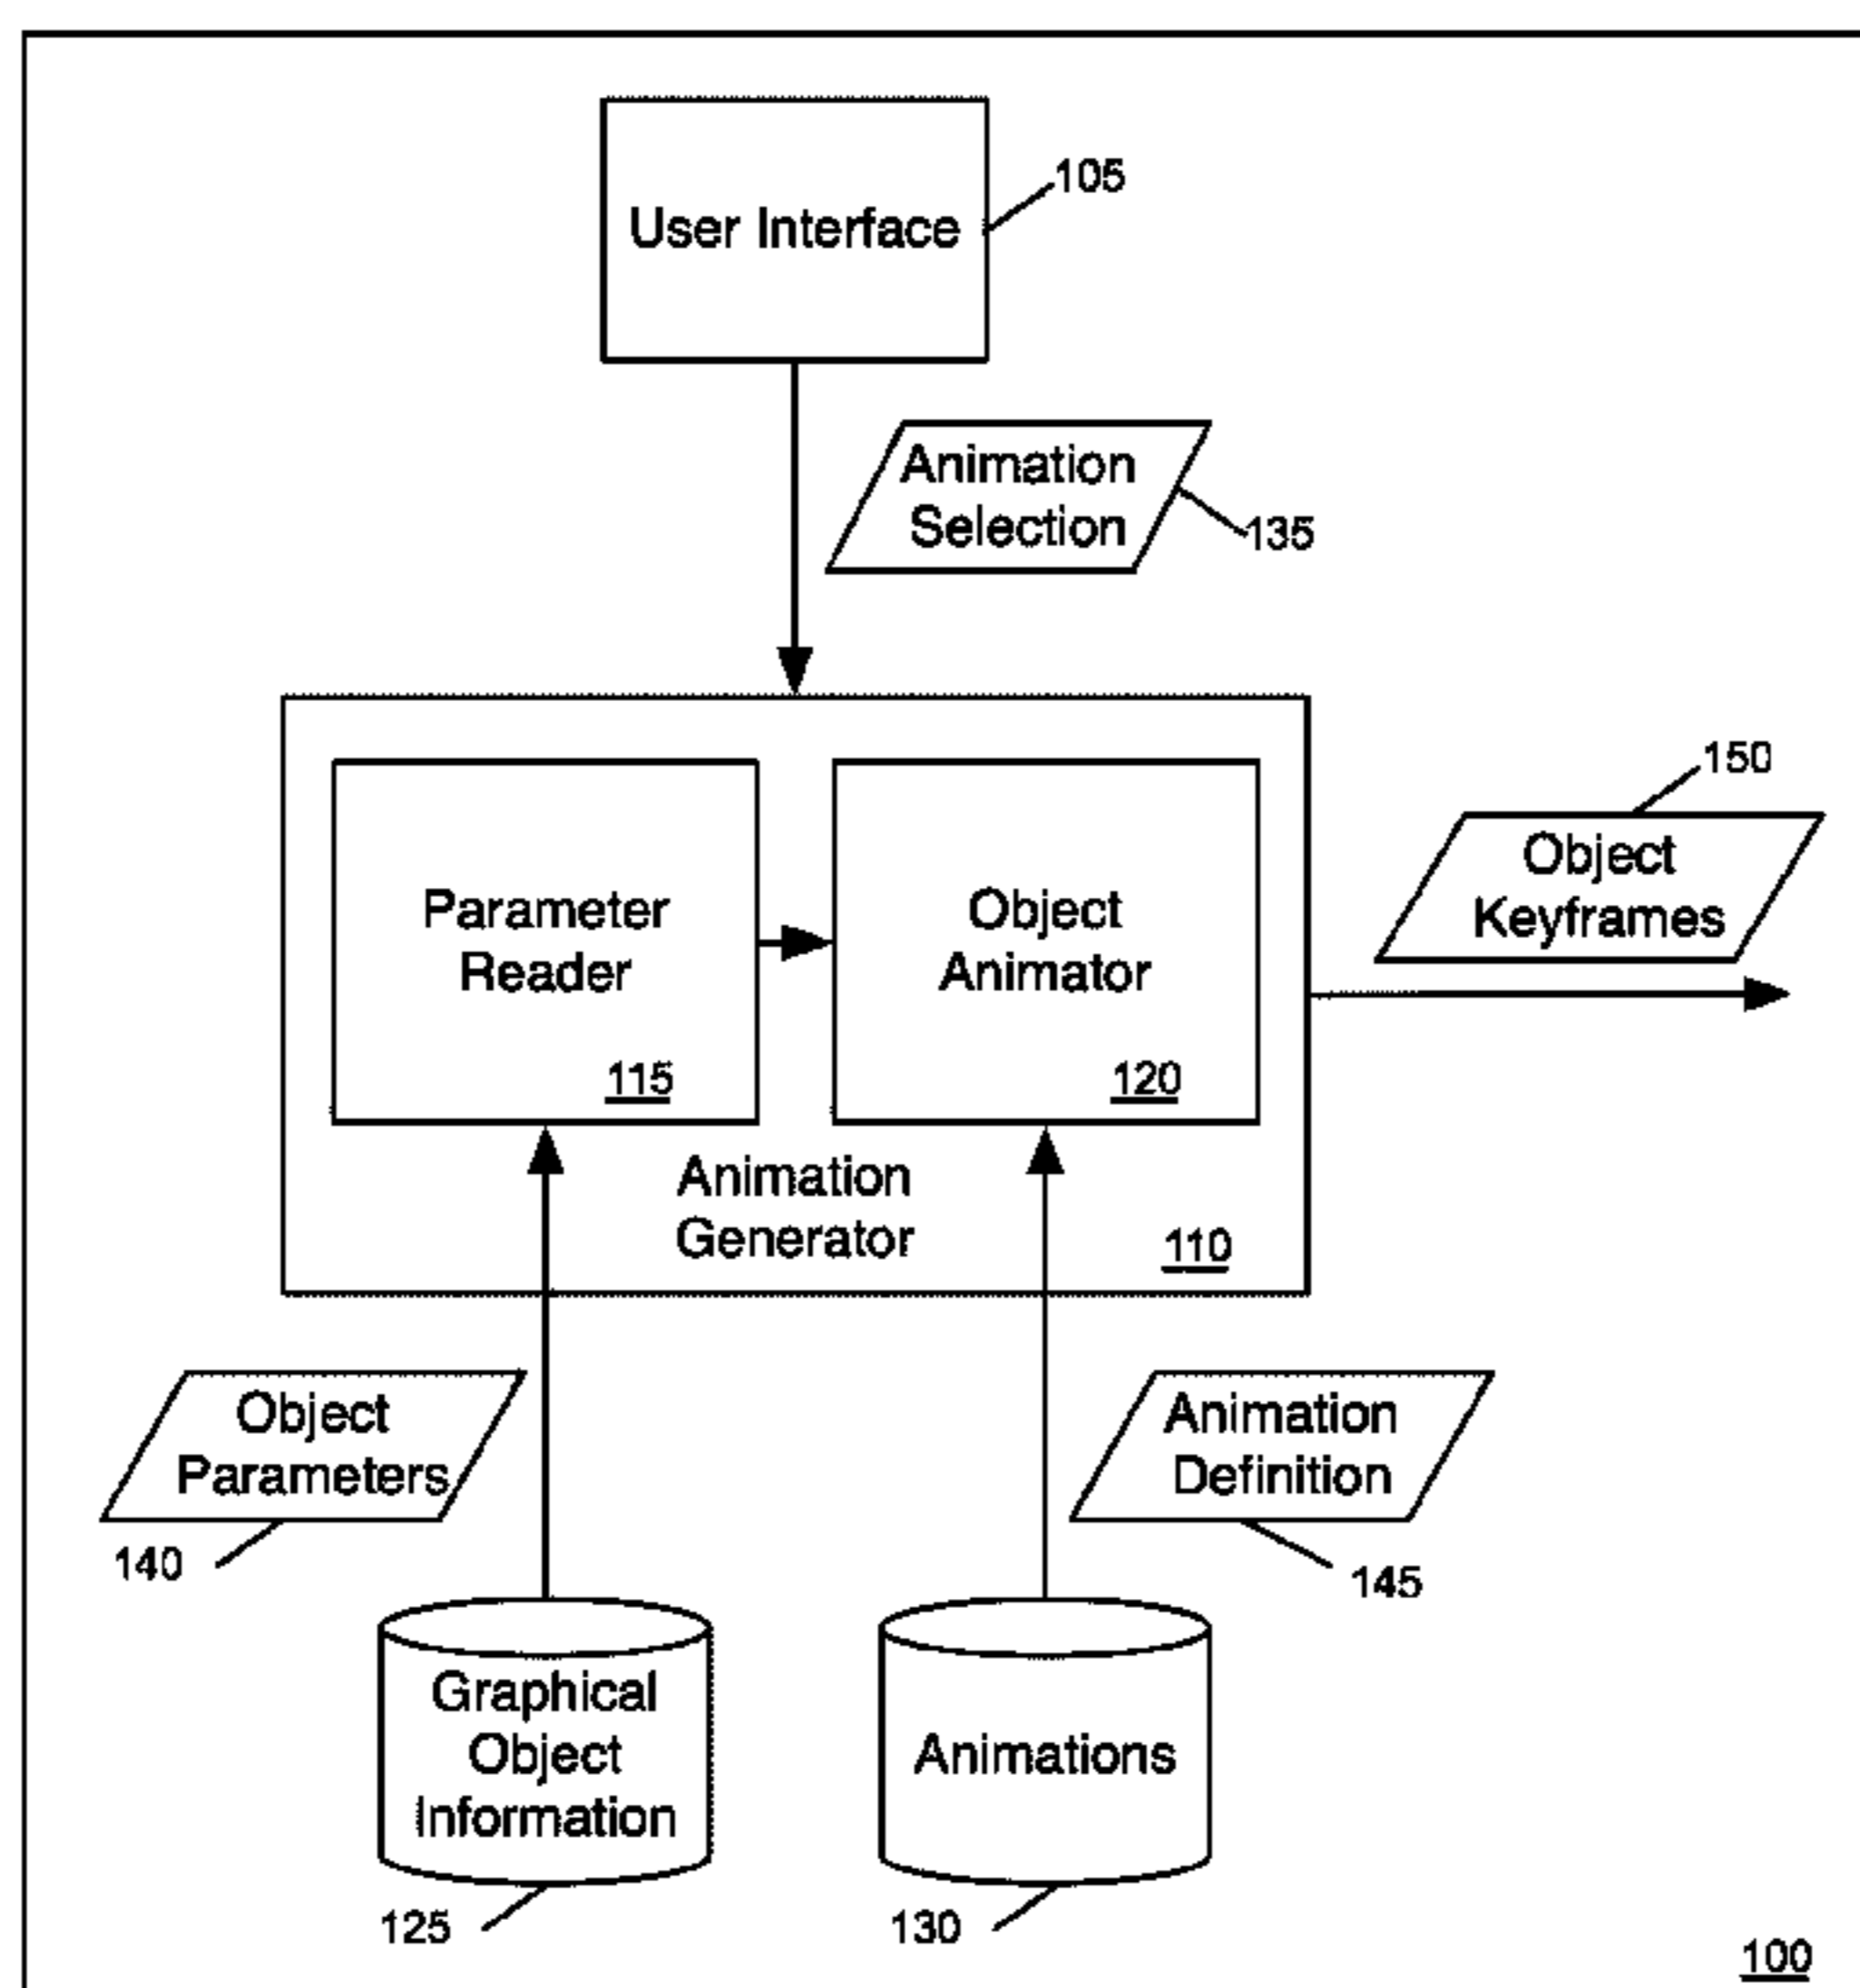 105
User Interface
Animation
Selection
135
150
Object
Keyframes
Parameter
Reader
115
Object
Animator
120
Animation
Generator
110
Object
Parameters
140
Animation
Definition
145
Graphical
Object
Information
125
Animations
130
100